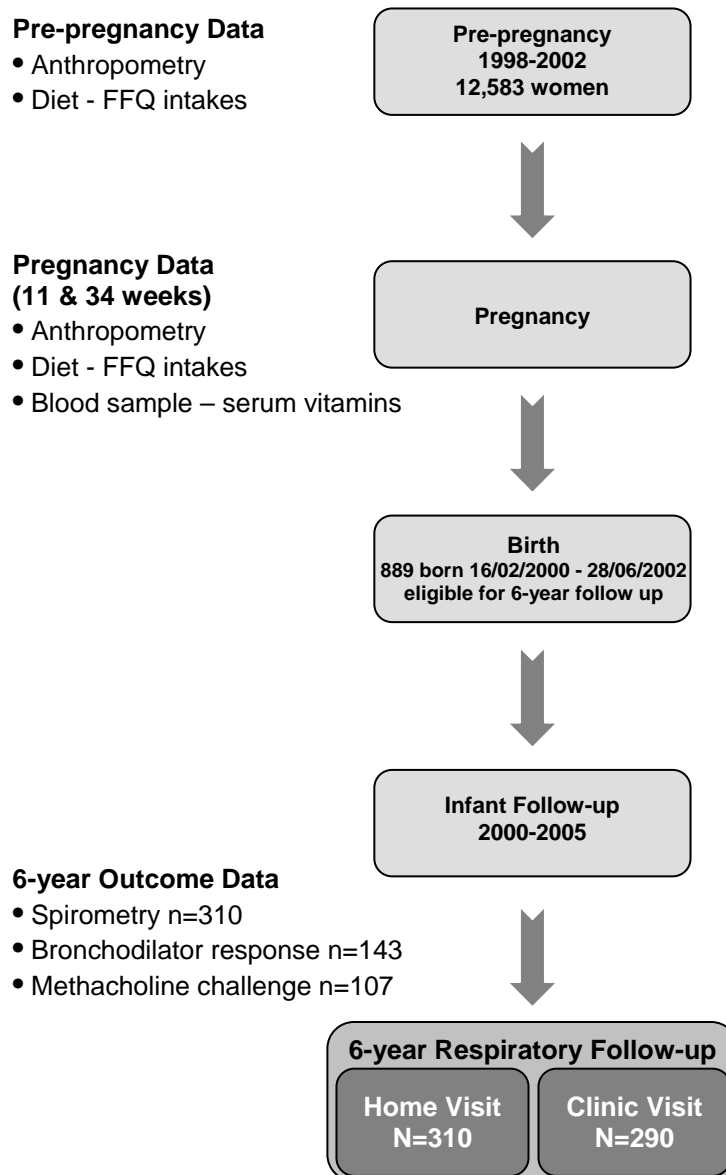 Pre-pregnancy Data
• Anthropometry
• Diet - FFQ intakes
Pre-pregnancy
1998-2002
12,583 women
Pregnancy Data
(11 & 34 weeks)
• Anthropometry
• Diet - FFQ intakes
• Blood sample – serum vitamins
Pregnancy
Birth
889 born 16/02/2000 - 28/06/2002
eligible for 6-year follow up
Infant Follow-up
2000-2005
6-year Outcome Data
• Spirometry n=310
• Bronchodilator response n=143
• Methacholine challenge n=107
6-year Respiratory Follow-up
Home Visit
N=310
Clinic Visit
N=290